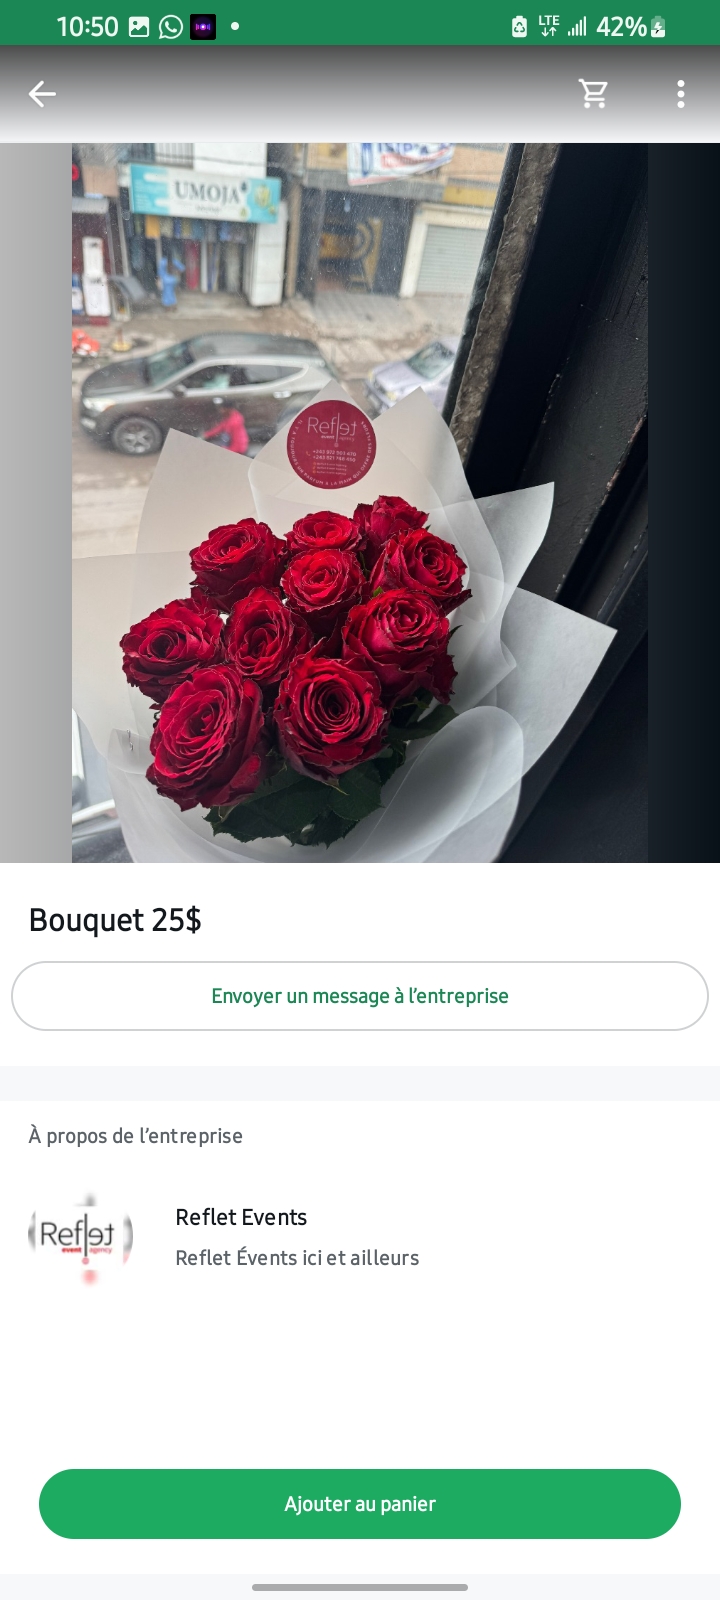 10:50
LTE
42%
UMOJA
Reflet
event agency
Bouquet 25$
Envoyer un message à l’entreprise
À propos de l’entreprise
Reflet
event agency
Reflet Events
Reflet Évents ici et ailleurs
Ajouter au panier